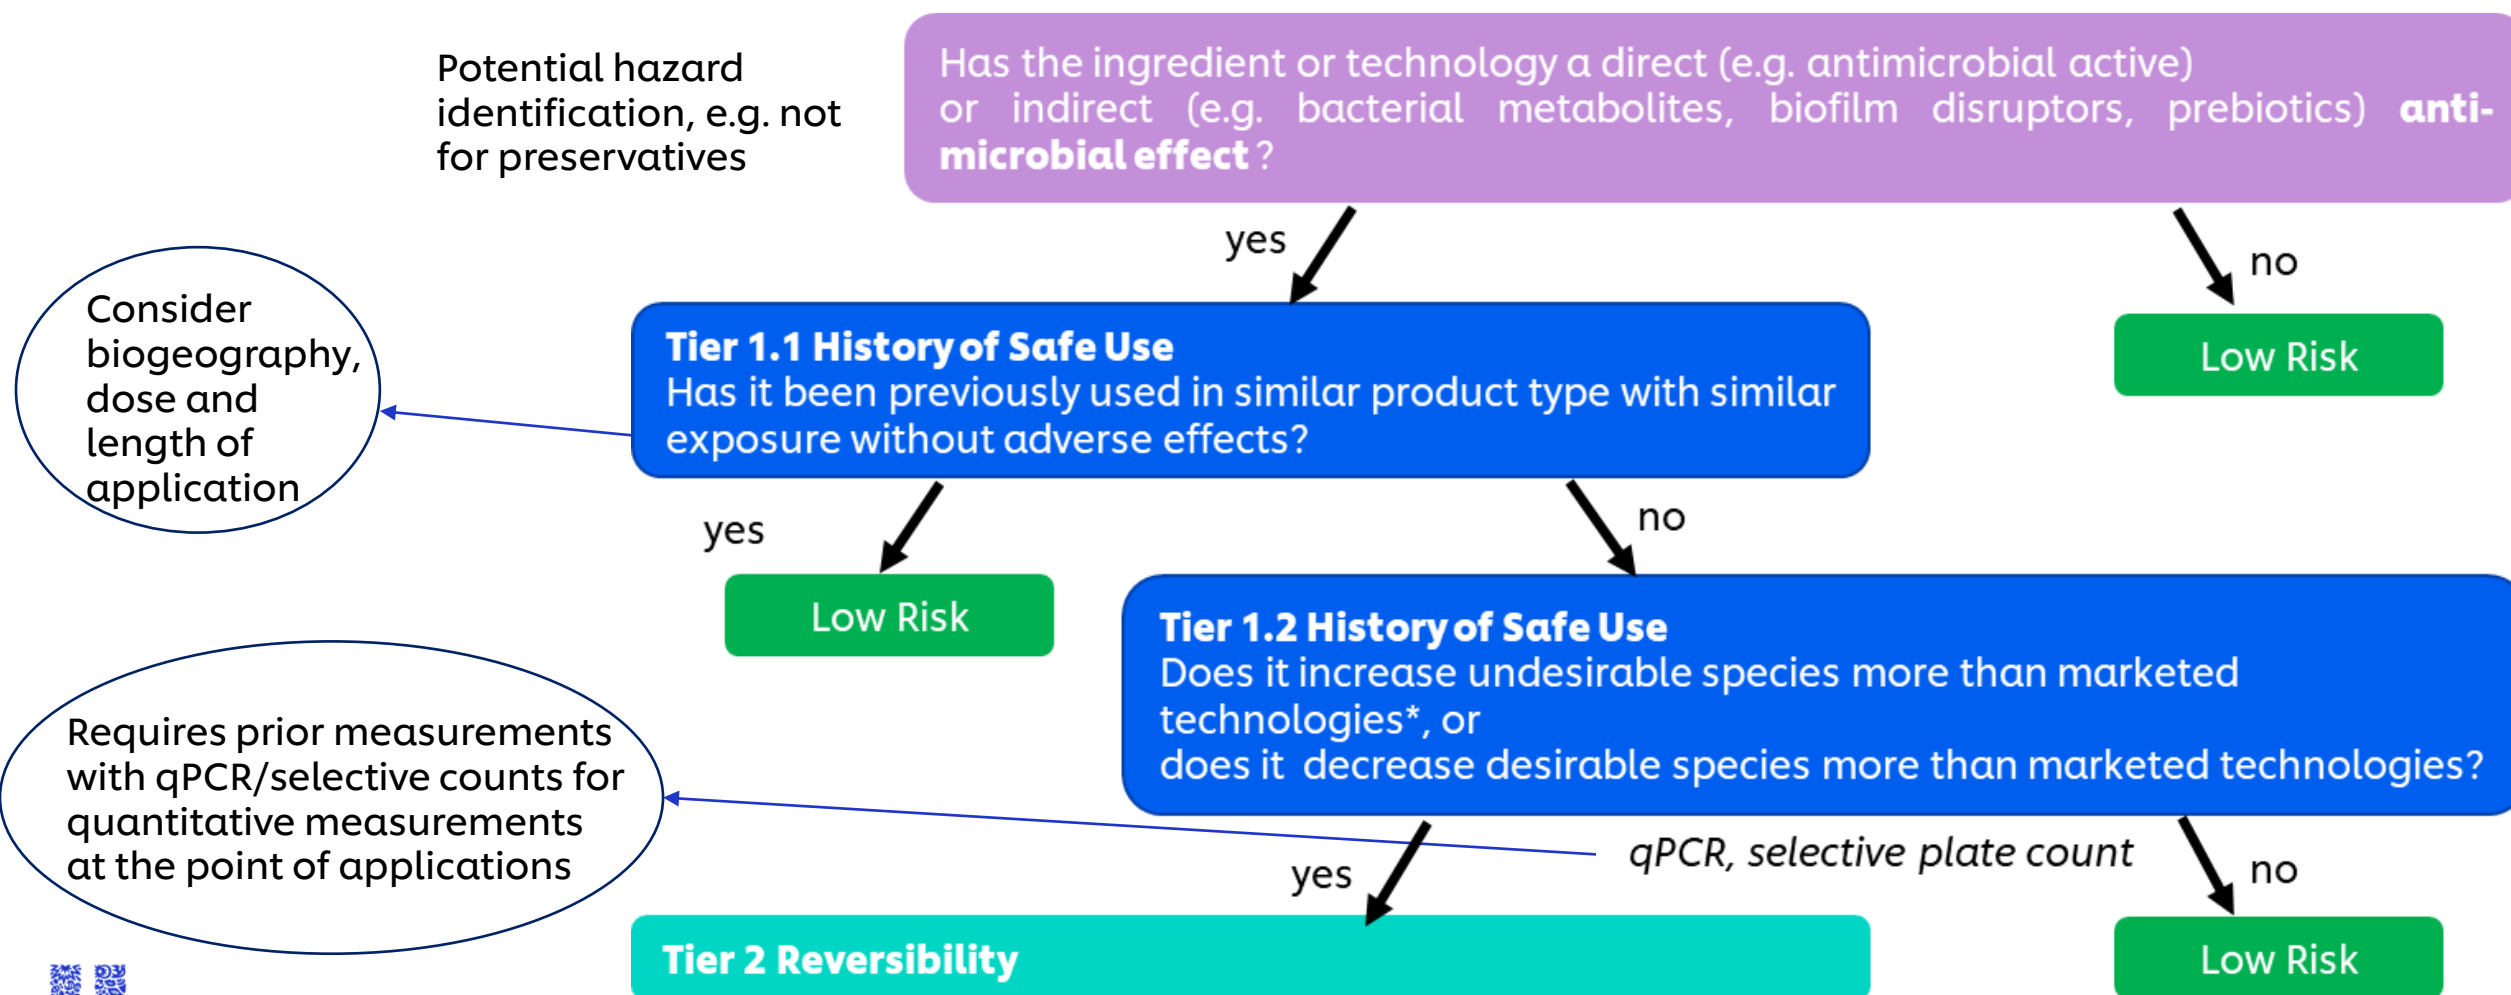 Potential hazard
identification, e.g. not
for preservatives
Has the ingredient or technology a direct (e.g. antimicrobial active)
or indirect (e.g. bacterial metabolites, biofilm disruptors, prebiotics) anti-
microbial effect ?
yes
no
Consider
biogeography,
dose and
length of
application
Tier 1.1 History of Safe Use
Has it been previously used in similar product type with similar
exposure without adverse effects?
Low Risk
yes
no
Low Risk
Tier 1.2 History of Safe Use
Does it increase undesirable species more than marketed
technologies*, or
does it decrease desirable species more than marketed technologies?
Requires prior measurements
with qPCR/selective counts for
quantitative measurements
at the point of applications
yes
qPCR, selective plate count
no
Tier 2 Reversibility
Low Risk